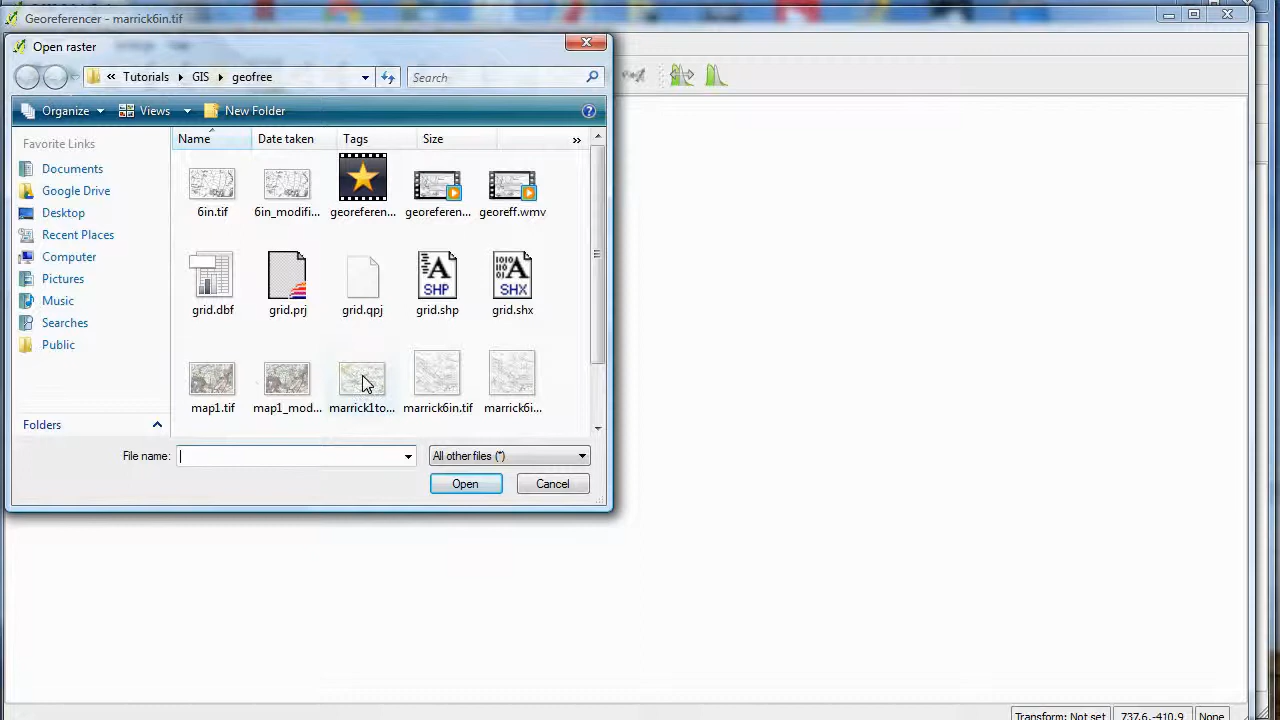 Georeferencer - marrick6in.tif
Open raster
Tutorials GIS geofree
Search
Organize Views New Folder
Favorite Links
Documents
Google Drive
Desktop
Recent Places
Computer
Pictures
Music
Searches
Public
Folders
Name Date taken Tags Size »
6in.tif 6in_modifi... georeferen... georeferen... georeff.wmv
grid.dbf grid.prj grid.qpj grid.shp grid.shx
SHP SHX
map1.tif map1_mod... marrick1to... marrick6in.tif marrick6i...
File name: All other files (*)
Open Cancel
Transform: Not set 737.6,-410.9 None